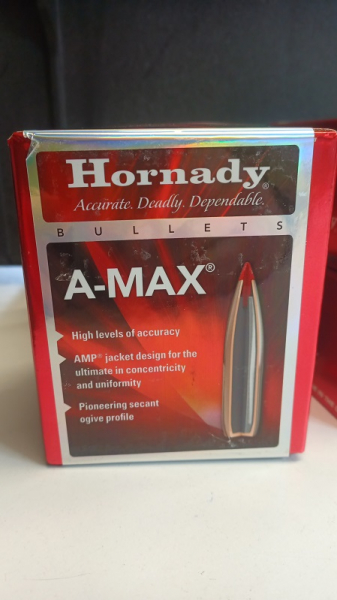 Hornady®
Accurate. Deadly. Dependable.
BULLETS
A-MAX®
High levels of accuracy
AMP® jacket design for the
ultimate in concentricity
and uniformity
Pioneering secant
ogive profile